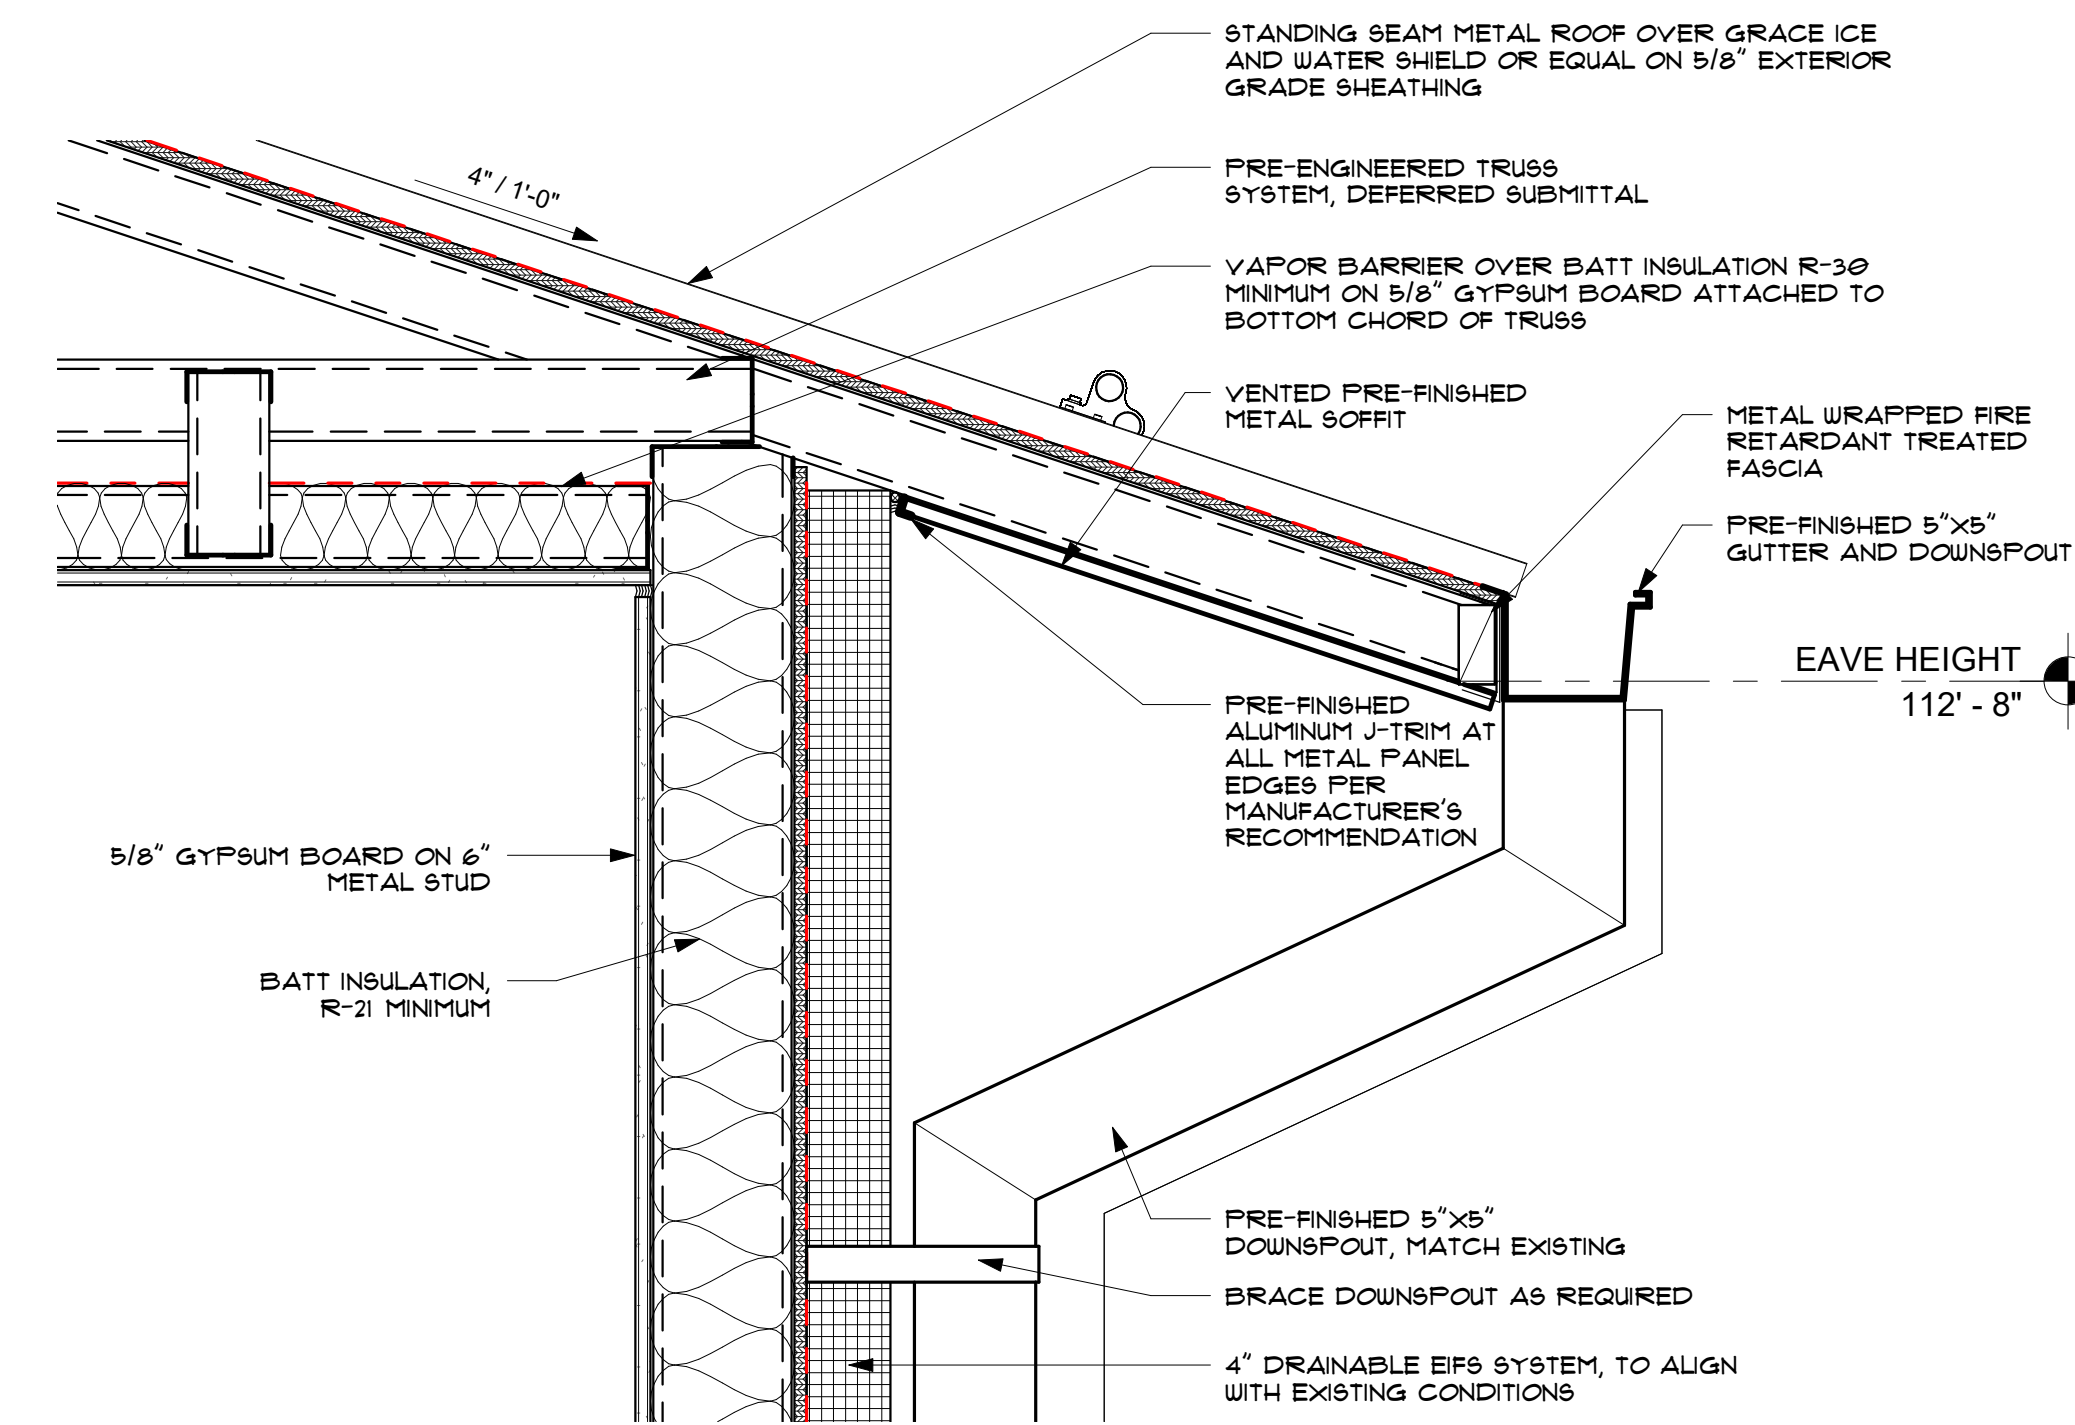 STANDING SEAM METAL ROOF OVER GRACE ICE
AND WATER SHIELD OR EQUAL ON 5/8" EXTERIOR
GRADE SHEATHING
4" / 1'-0"
PRE-ENGINEERED TRUSS
SYSTEM, DEFERRED SUBMITTAL
VAPOR BARRIER OVER BATT INSULATION R-30
MINIMUM ON 5/8" GYPSUM BOARD ATTACHED TO
BOTTOM CHORD OF TRUSS
VENTED PRE-FINISHED
METAL SOFFIT
METAL WRAPPED FIRE
RETARDANT TREATED
FASCIA
PRE-FINISHED 5"X5"
GUTTER AND DOWNSPOUT
EAVE HEIGHT
112' - 8"
PRE-FINISHED
ALUMINUM J-TRIM AT
ALL METAL PANEL
EDGES PER
MANUFACTURER'S
RECOMMENDATION
5/8" GYPSUM BOARD ON 6"
METAL STUD
BATT INSULATION,
R-21 MINIMUM
PRE-FINISHED 5"X5"
DOWNSPOUT, MATCH EXISTING
BRACE DOWNSPOUT AS REQUIRED
4" DRAINABLE EIFS SYSTEM, TO ALIGN
WITH EXISTING CONDITIONS